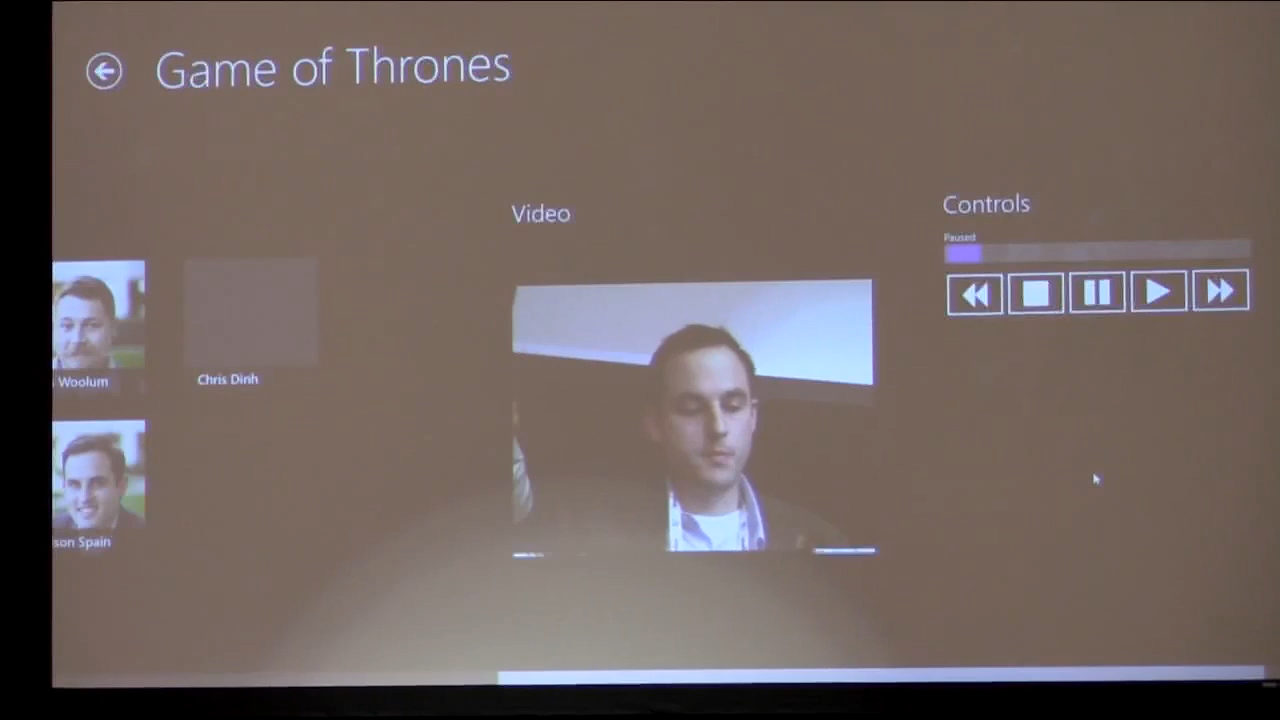 Game of Thrones
Video
Controls
Paused
Woolum
Chris Dinh
son Spain